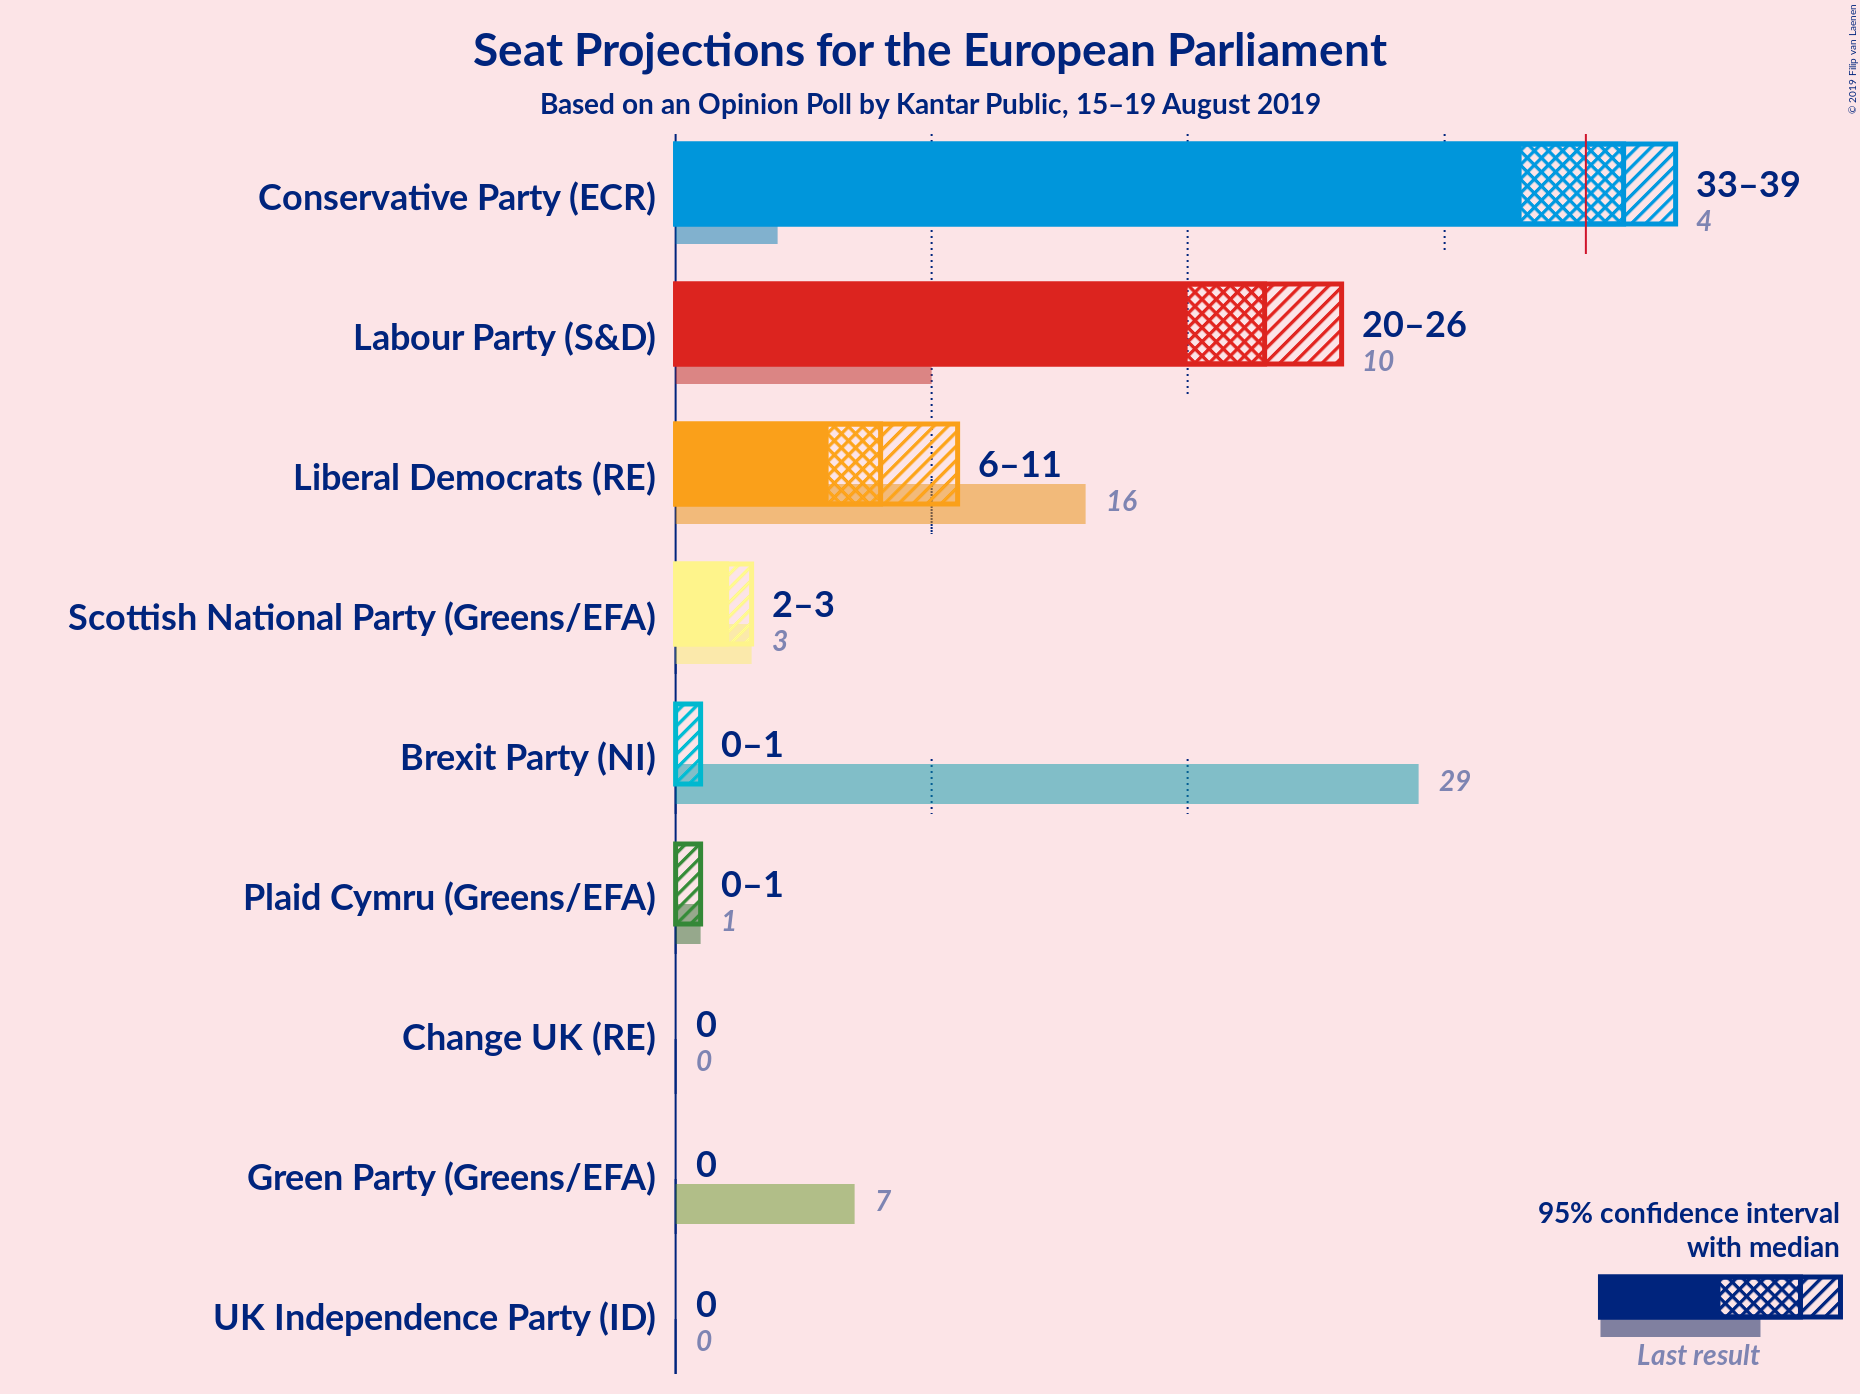 Seat Projections for the European Parliament
Based on an Opinion Poll by Kantar Public, 15–19 August 2019
© 2019 Filip van Laenen
Conservative Party (ECR)
33–39
4
Labour Party (S&D)
20–26
10
Liberal Democrats (RE)
6–11
16
Scottish National Party (Greens/EFA)
2–3
3
Brexit Party (NI)
0–1
29
Plaid Cymru (Greens/EFA)
0–1
1
Change UK (RE)
0
0
Green Party (Greens/EFA)
0
7
UK Independence Party (ID)
0
0
95% confidence interval
with median
Last result